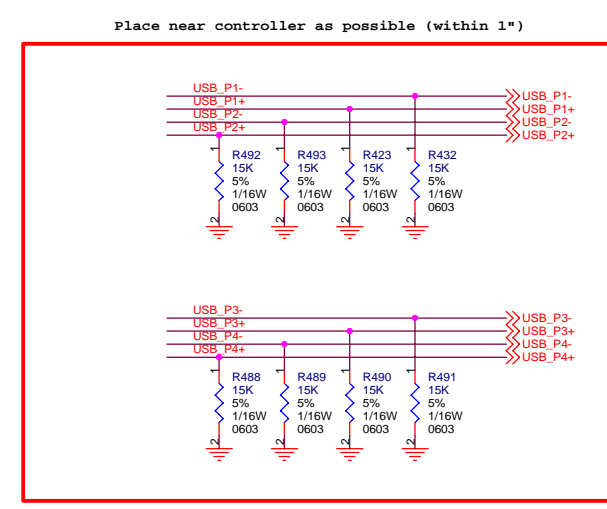 Place near controller as possible (within 1")
USB_P1-
USB_P1+
USB_P2-
USB_P2+
USB_P1-
USB_P1+
USB_P2-
USB_P2+
1 1 1 1
R492 R493 R423 R432
15K 15K 15K 15K
5% 5% 5% 5%
1/16W 1/16W 1/16W 1/16W
0603 0603 0603 0603
2 2 2 2
USB_P3-
USB_P3+
USB_P4-
USB_P4+
USB_P3-
USB_P3+
USB_P4-
USB_P4+
1 1 1 1
R488 R489 R490 R491
15K 15K 15K 15K
5% 5% 5% 5%
1/16W 1/16W 1/16W 1/16W
0603 0603 0603 0603
2 2 2 2